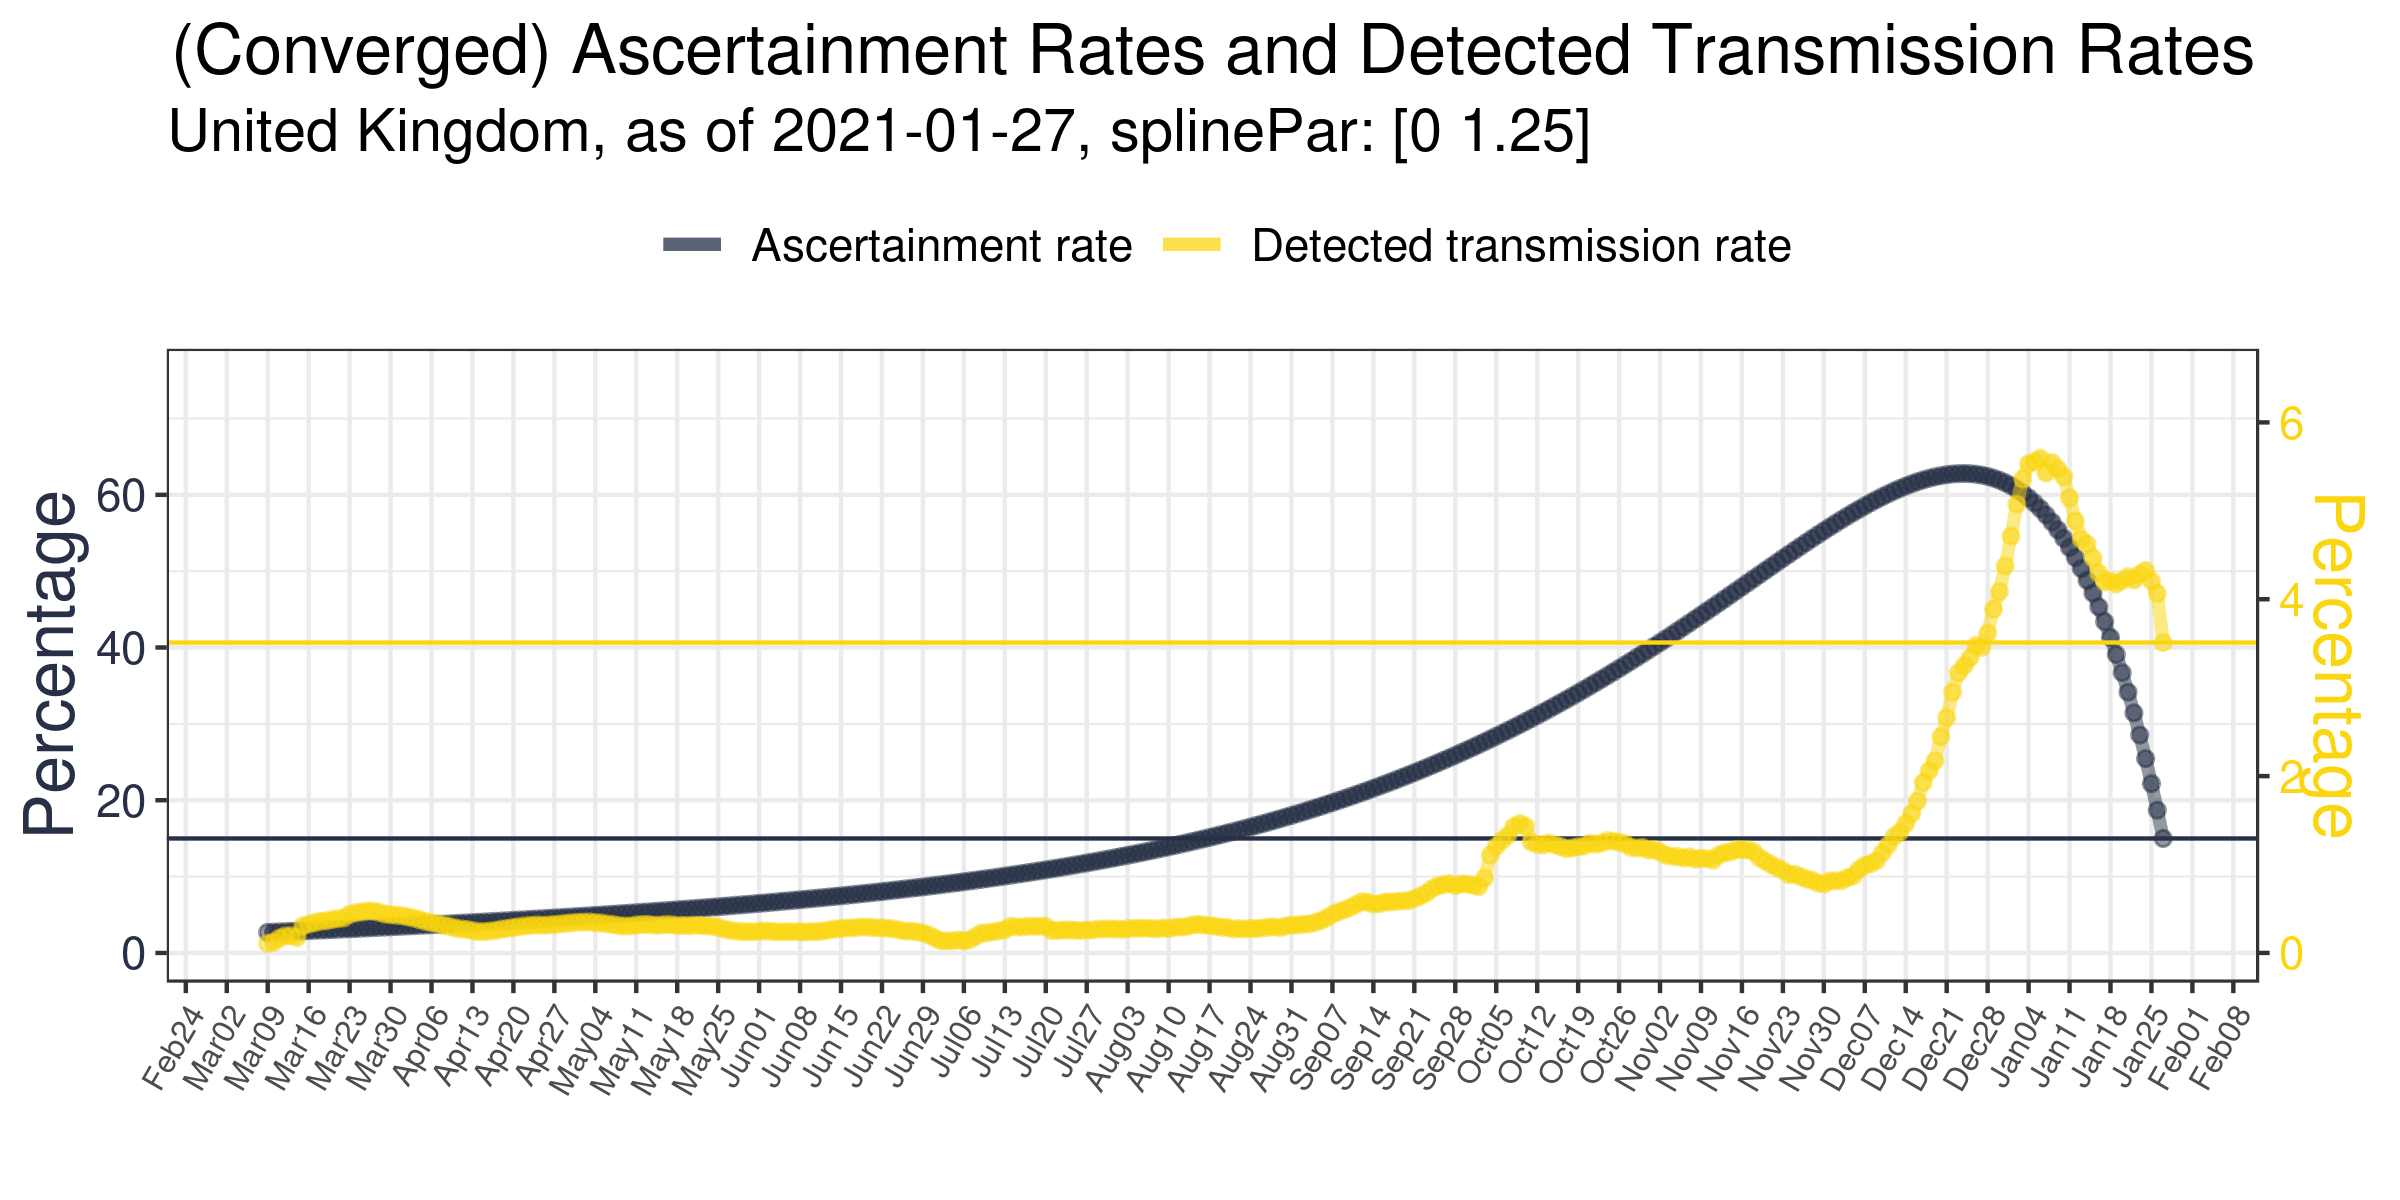 (Converged) Ascertainment Rates and Detected Transmission Rates
United Kingdom, as of 2021-01-27, splinePar: [0 1.25]
Ascertainment rate Detected transmission rate
Percentage
60
40
20
0
6
4
2
0
Percentage
Feb24 Mar02 Mar09 Mar16 Mar23 Mar30 Apr06 Apr13 Apr20 Apr27 May04 May11 May18 May25 Jun01 Jun08 Jun15 Jun22 Jun29 Jul06 Jul13 Jul20 Jul27 Aug03 Aug10 Aug17 Aug24 Aug31 Sep07 Sep14 Sep21 Sep28 Oct05 Oct12 Oct19 Oct26 Nov02 Nov09 Nov16 Nov23 Nov30 Dec07 Dec14 Dec21 Dec28 Jan04 Jan11 Jan18 Jan25 Feb01 Feb08